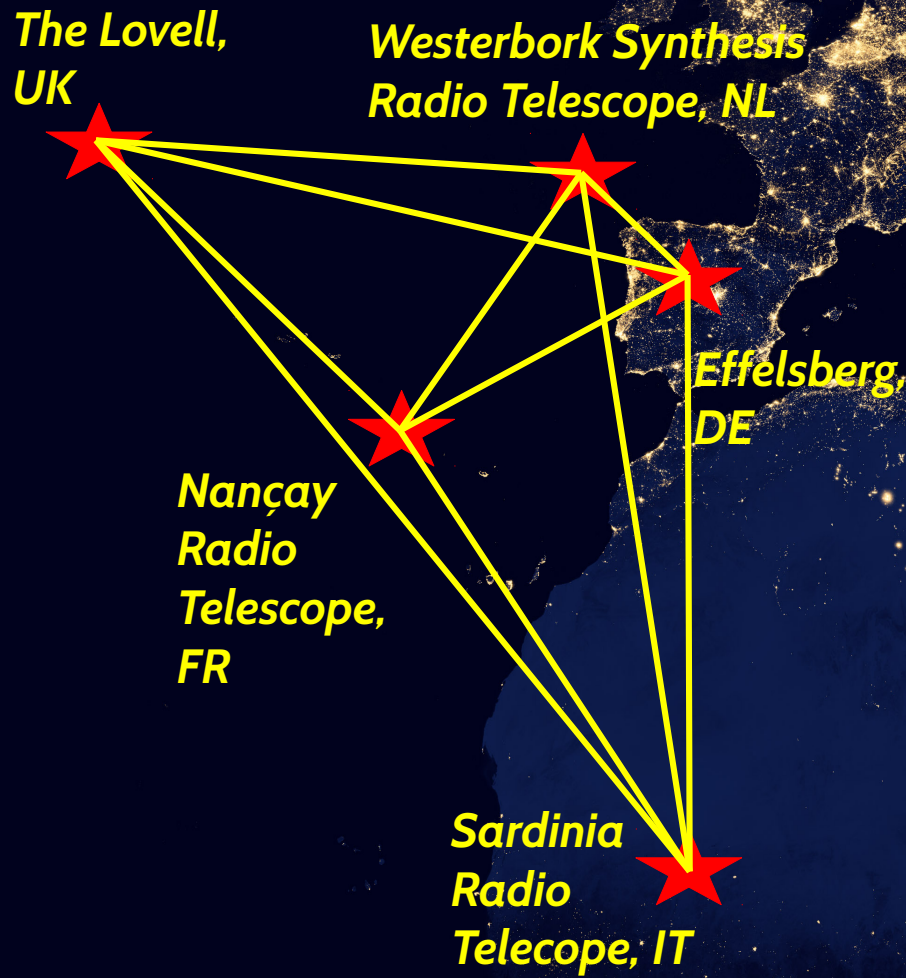 The Lovell,
UK
Westerbork Synthesis
Radio Telescope, NL
Effelsberg,
DE
Nançay
Radio
Telescope,
FR
Sardinia
Radio
Telecope, IT